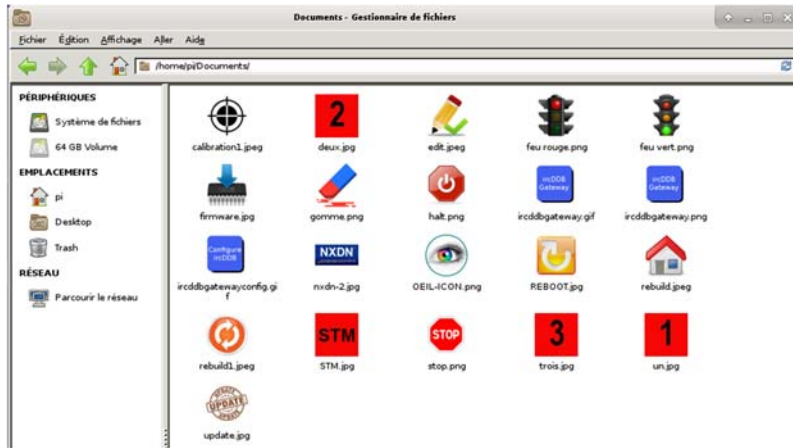 Documents - Gestionnaire de fichiers
Fichier Édition Affichage Aller Aide
/home/pi/Documents/
PÉRIPHÉRIQUES
Système de fichiers
64 GB Volume
EMPLACEMENTS
pi
Desktop
Trash
RÉSEAU
Parcourir le réseau
2
calibration1.jpeg deux.jpg edit.jpeg feu rouge.png feu vert.png
ircDDB Gateway
ircDDB Gateway
firmware.jpg gomme.png halt.png ircddbgateway.gif ircddbgateway.png
Configure ircDDB
NXDN
ircddbgatewayconfig.gi
f
nxdn-2.jpg OEIL-ICON.png REBOOT.jpg rebuild.jpeg
STM STOP 3 1
rebuild1.jpeg STM.jpg stop.png trois.jpg un.jpg
UPDATE
UPDATE
UPDATE
update.jpg